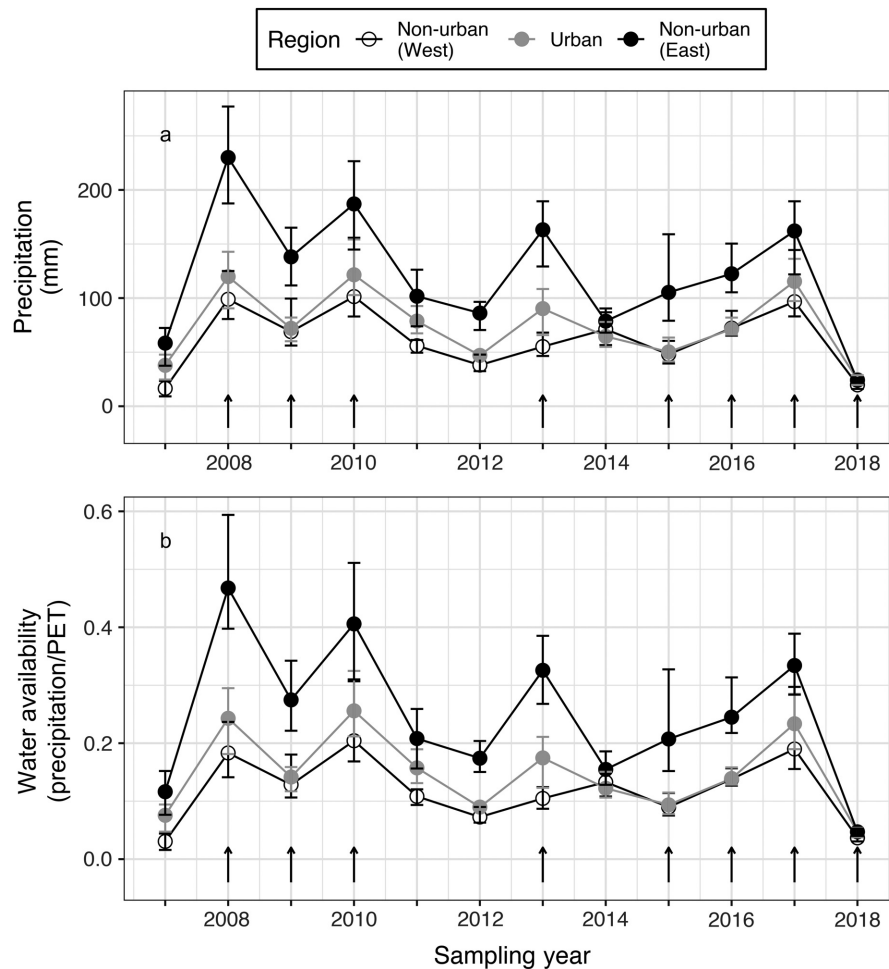 Region
Non-urban
(West)
Urban
Non-urban
(East)
a
Precipitation
(mm)
200
100
0
2008
2010
2012
2014
2016
2018
b
Water availability
(precipitation/PET)
0.6
0.4
0.2
0.0
2008
2010
2012
2014
2016
2018
Sampling year